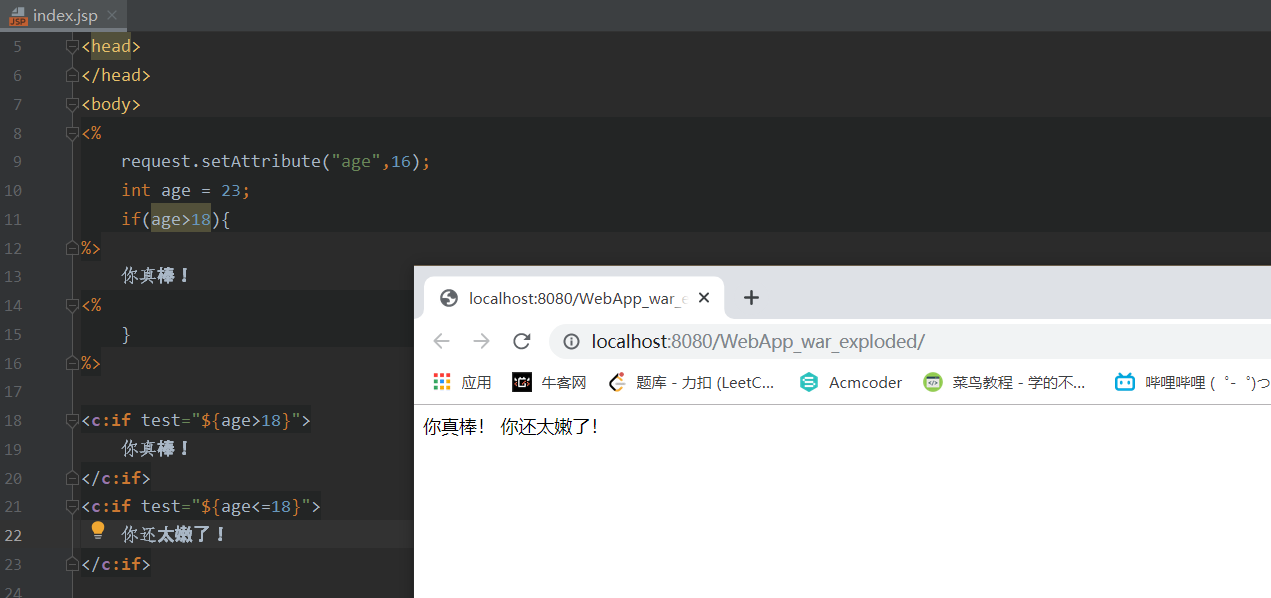 index.jsp
5 <head>
6 </head>
7 <body>
8 <%
9 request.setAttribute("age",16);
10 int age = 23;
11 if(age>18){
12 %>
13 你真棒！
14 <%
15 }
16 %>
17
18 <c:if test="${age>18}">
19 你真棒！
20 </c:if>
21 <c:if test="${age<=18}">
22 你还太嫩了！
23 </c:if>
24
localhost:8080/WebApp_war_e
localhost:8080/WebApp_war_exploded/
应用 牛客网 题库 - 力扣 (LeetC... Acmcoder 菜鸟教程 - 学的不... 哔哩哔哩 (゜-゜)つ
你真棒！ 你还太嫩了！